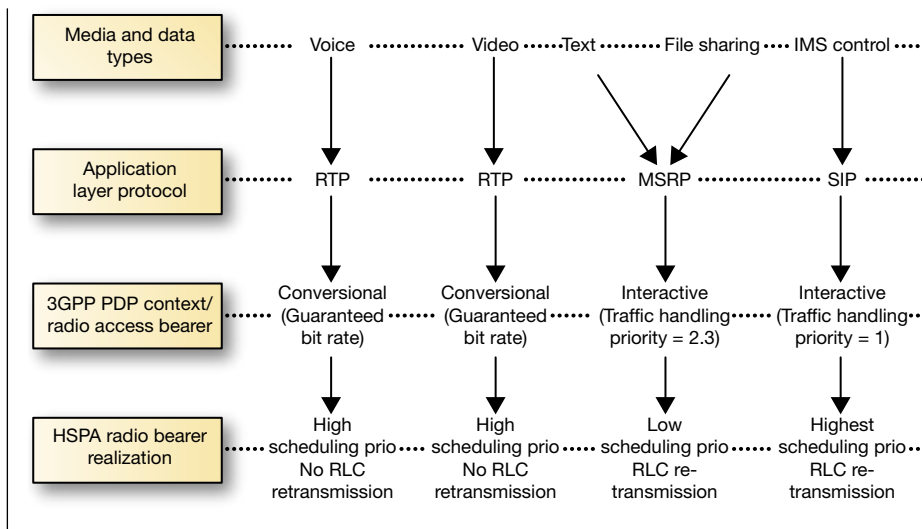 Media and data
types
Voice
Video
Text
File sharing
IMS control
Application
layer protocol
RTP
RTP
MSRP
SIP
3GPP PDP context/
radio access bearer
Conversional
(Guaranteed
bit rate)
Conversional
(Guaranteed
bit rate)
Interactive
(Traffic handling
priority = 2.3)
Interactive
(Traffic handling
priority = 1)
HSPA radio bearer
realization
High
scheduling prio
No RLC
retransmission
High
scheduling prio
No RLC
retransmission
Low
scheduling prio
RLC re-
transmission
Highest
scheduling prio
RLC re-
transmission